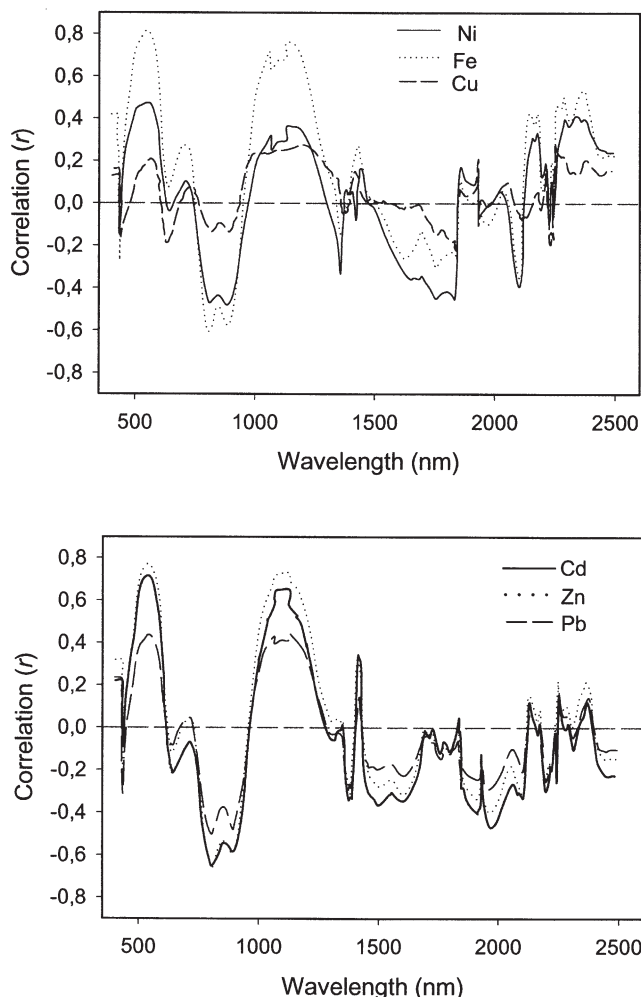 0,8
0,6
0,4
0,2
0,0
-0,2
-0,4
-0,6
-0,8
Correlation (r)
Ni
Fe
Cu
500
1000
1500
2000
2500
Wavelength (nm)
0,8
0,6
0,4
0,2
0,0
-0,2
-0,4
-0,6
-0,8
Correlation (r)
Cd
Zn
Pb
500
1000
1500
2000
2500
Wavelength (nm)